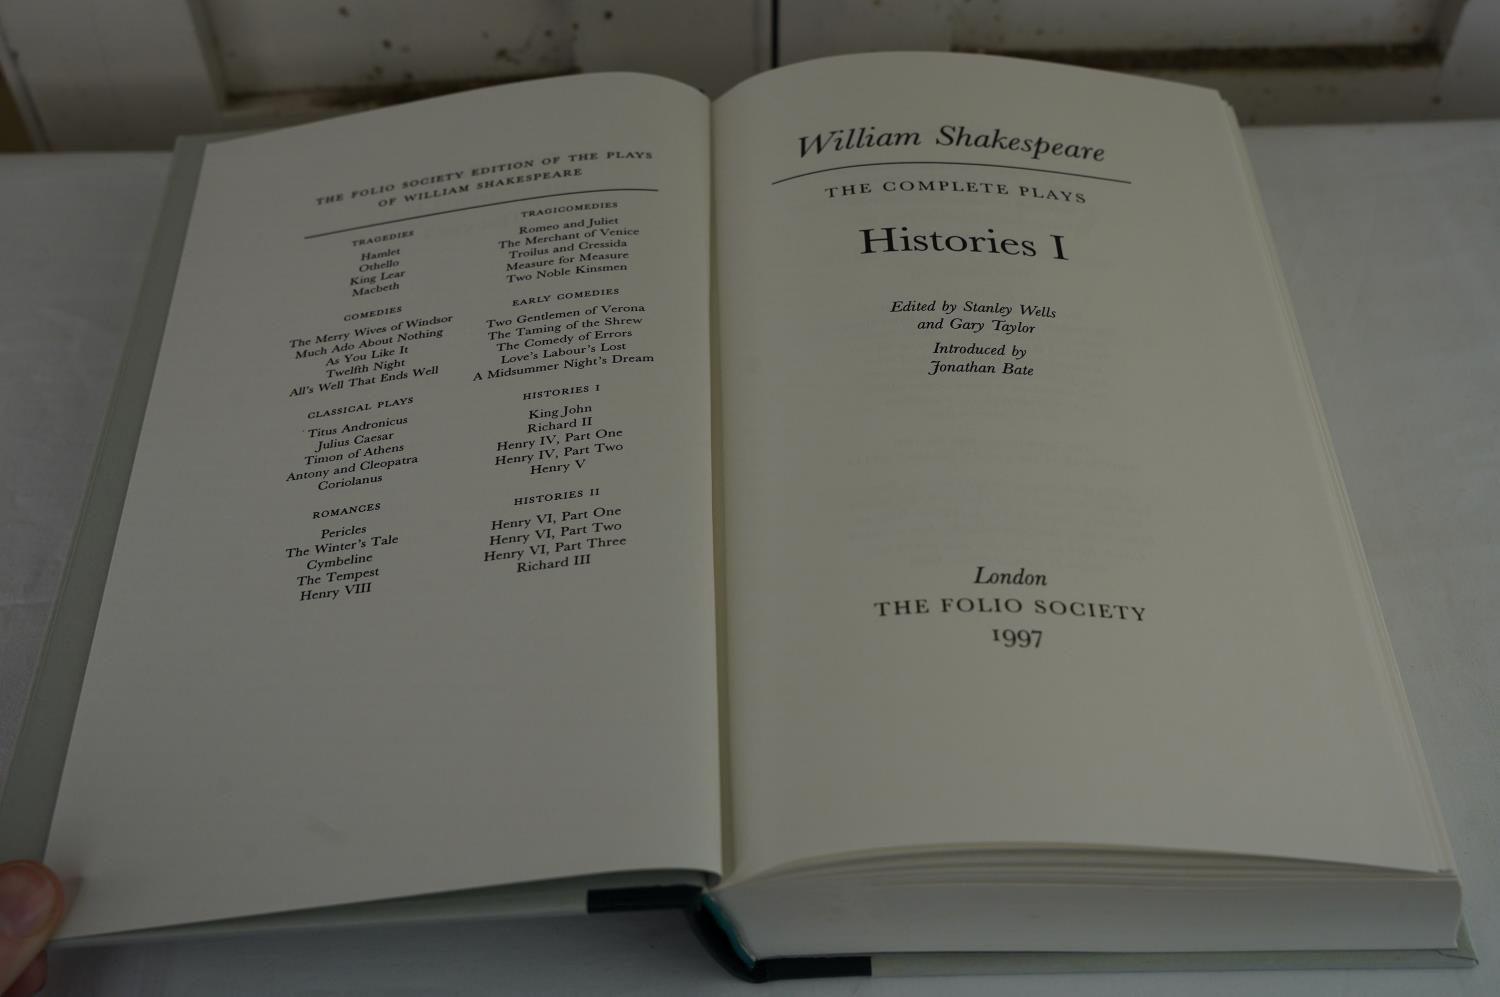 THE FOLIO SOCIETY EDITION OF THE PLAYS
OF WILLIAM SHAKESPEARE
TRAGEDIES
Hamlet
Othello
King Lear
Macbeth
COMEDIES
The Merry Wives of Windsor
Much Ado About Nothing
As You Like It
Twelfth Night
All's Well That Ends Well
CLASSICAL PLAYS
Titus Andronicus
Julius Caesar
Timon of Athens
Antony and Cleopatra
Coriolanus
ROMANCES
Pericles
The Winter's Tale
Cymbeline
The Tempest
Henry VIII
TRAGICOMEDIES
Romeo and Juliet
The Merchant of Venice
Troilus and Cressida
Measure for Measure
Two Noble Kinsmen
EARLY COMEDIES
Two Gentlemen of Verona
The Taming of the Shrew
The Comedy of Errors
Love's Labour's Lost
A Midsummer Night's Dream
HISTORIES I
King John
Richard II
Henry IV, Part One
Henry IV, Part Two
Henry V
HISTORIES II
Henry VI, Part One
Henry VI, Part Two
Henry VI, Part Three
Richard III
William Shakespeare
THE COMPLETE PLAYS
Histories I
Edited by Stanley Wells
and Gary Taylor
Introduced by
Jonathan Bate
London
THE FOLIO SOCIETY
1997